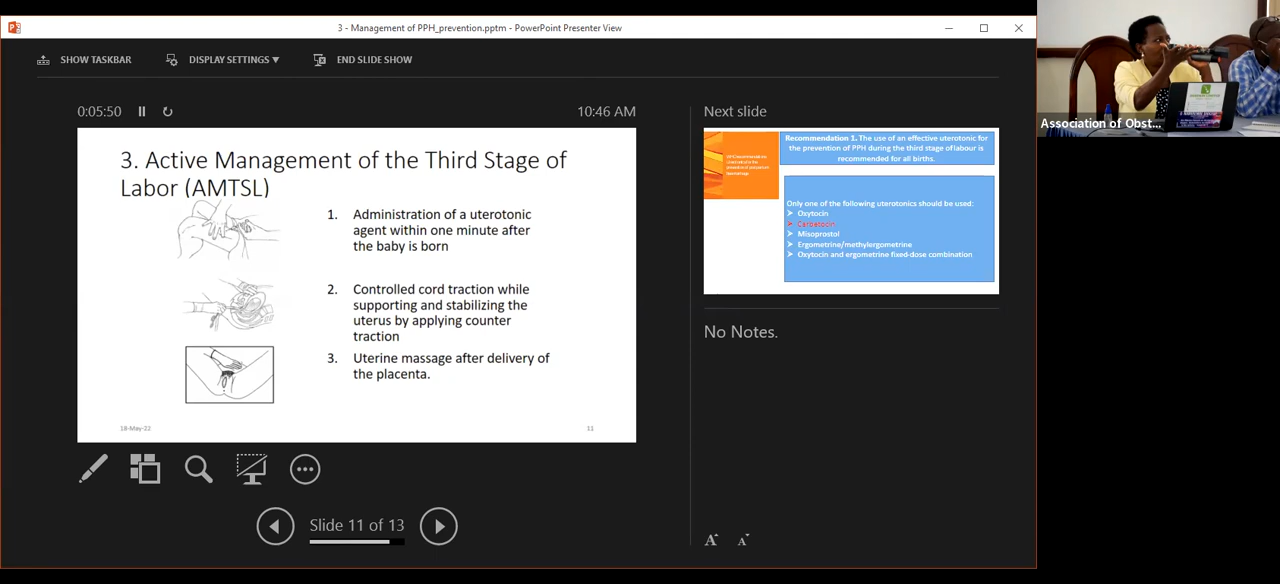 3 - Management of PPH_prevention.pptm - PowerPoint Presenter View
SHOW TASKBAR
DISPLAY SETTINGS ▼
END SLIDE SHOW
0:05:50
10:46 AM
3. Active Management of the Third Stage of
Labor (AMTSL)
1. Administration of a uterotonic
agent within one minute after
the baby is born
2. Controlled cord traction while
supporting and stabilizing the
uterus by applying counter
traction
3. Uterine massage after delivery of
the placenta.
18-May-22
11
Slide 11 of 13
Next slide
Recommendation 1. The use of an effective uterotonic for
the prevention of PPH during the third stage of labour is
recommended for all births.
Only one of the following uterotonics should be used:
➢ Oxytocin
➢ Carbetocin
➢ Misoprostol
➢ Ergometrine/methylergometrine
➢ Oxytocin and ergometrine fixed-dose combination
No Notes.
A A
Association of Obst...